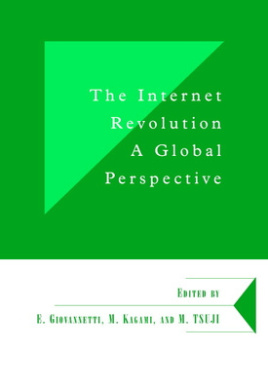 The Internet
Revolution
A Global
Perspective
Edited by
E. Giovannetti, M. Kagami, and M. TSUJI